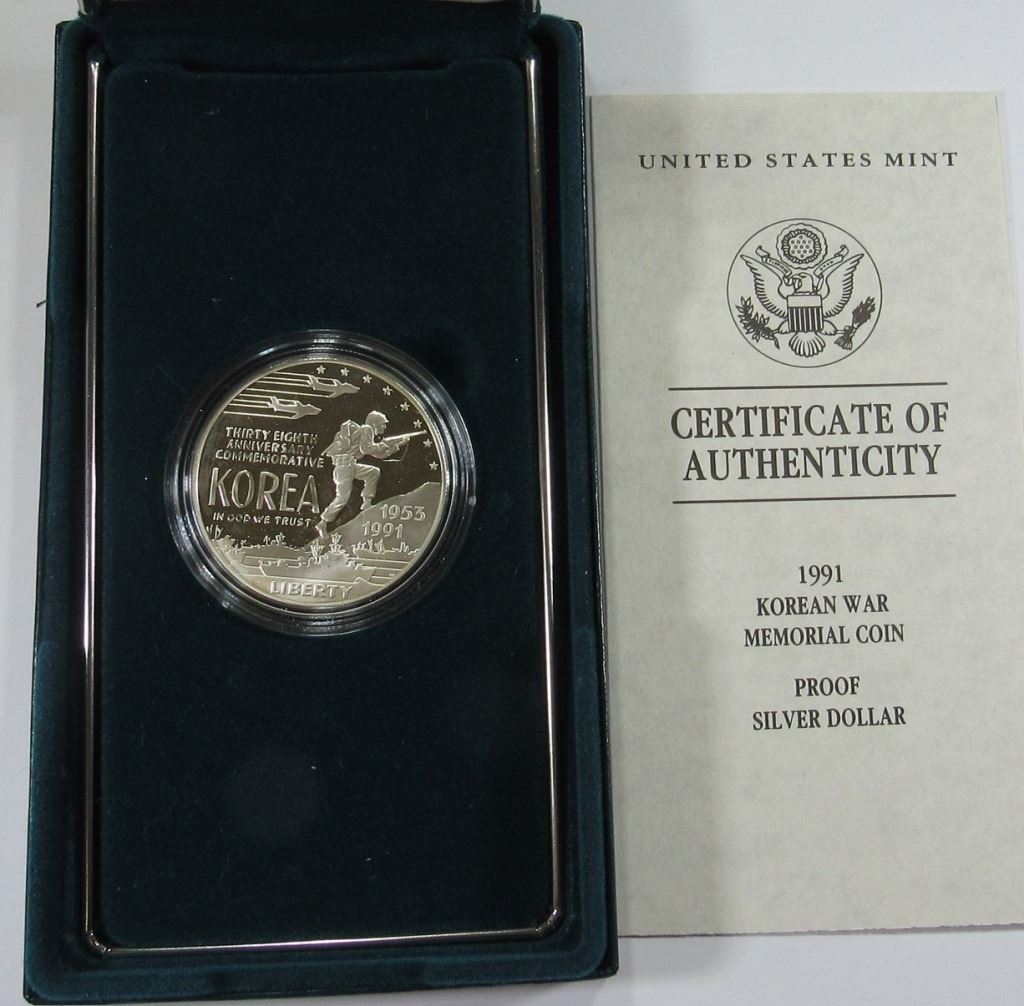 THIRTY EIGHTH
ANNIVERSARY
COMMEMORATIVE
KOREA
IN GOD WE TRUST
1953
1991
LIBERTY
UNITED STATES MINT
CERTIFICATE OF
AUTHENTICITY
1991
KOREAN WAR
MEMORIAL COIN
PROOF
SILVER DOLLAR